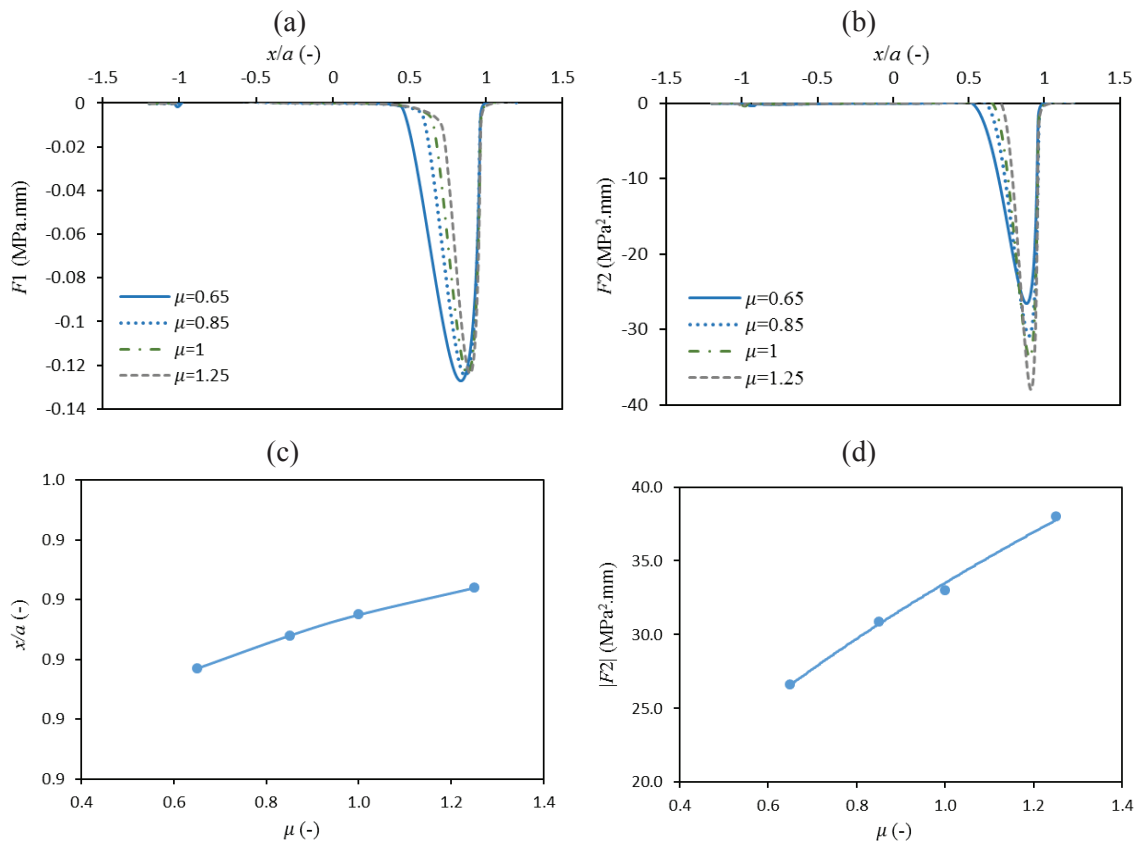 (a)
x/a (-)
-1.5 -1 -0.5 0 0.5 1 1.5
0
-0.02
-0.04
-0.06
-0.08
-0.1
-0.12
-0.14
F1 (MPa.mm)
μ=0.65
μ=0.85
μ=1
μ=1.25
(b)
x/a (-)
-1.5 -1 -0.5 0 0.5 1 1.5
0
-10
-20
-30
-40
F2 (MPa².mm)
μ=0.65
μ=0.85
μ=1
μ=1.25
(c)
1.0
0.9
0.9
0.9
0.9
0.9
x/a (-)
0.4 0.6 0.8 1.0 1.2 1.4
μ (-)
(d)
40.0
35.0
30.0
25.0
20.0
|F2| (MPa².mm)
0.4 0.6 0.8 1.0 1.2 1.4
μ (-)